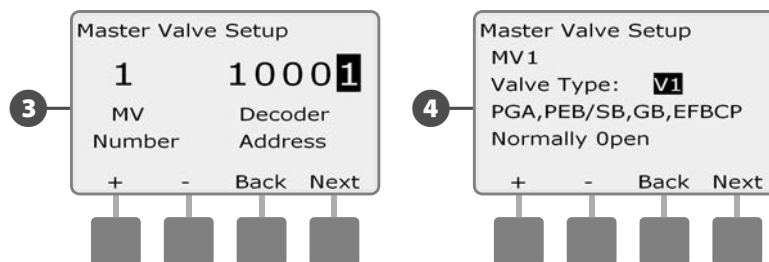 3
Master Valve Setup
1 10001
MV Decoder
Number Address
+ - Back Next
4
Master Valve Setup
MV1
Valve Type: V1
PGA,PEB/SB,GB,EFBCP
Normally 0pen
+ - Back Next